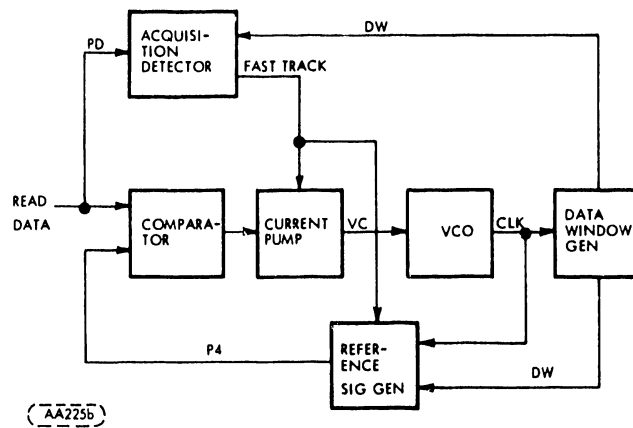 DW
ACQUISI-
TION
DETECTOR
PD
FAST TRACK
READ
DATA
COMPARA-
TOR
CURRENT
PUMP
VC
VCO
CLK
DATA
WINDOW
GEN
P4
REFER-
ENCE
SIG GEN
DW
AA225b